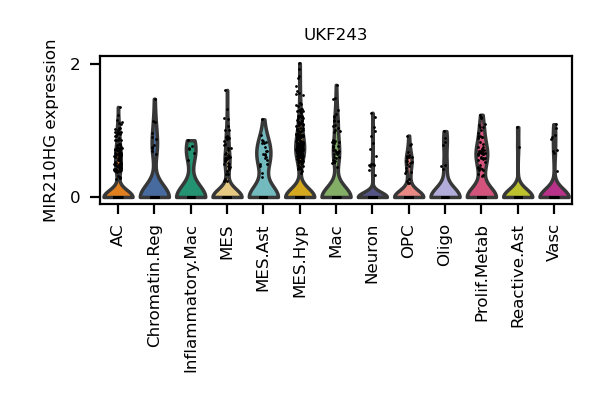 UKF243
MIR210HG expression
2
0
AC
Chromatin.Reg
Inflammatory.Mac
MES
MES.Ast
MES.Hyp
Mac
Neuron
OPC
Oligo
Prolif.Metab
Reactive.Ast
Vasc